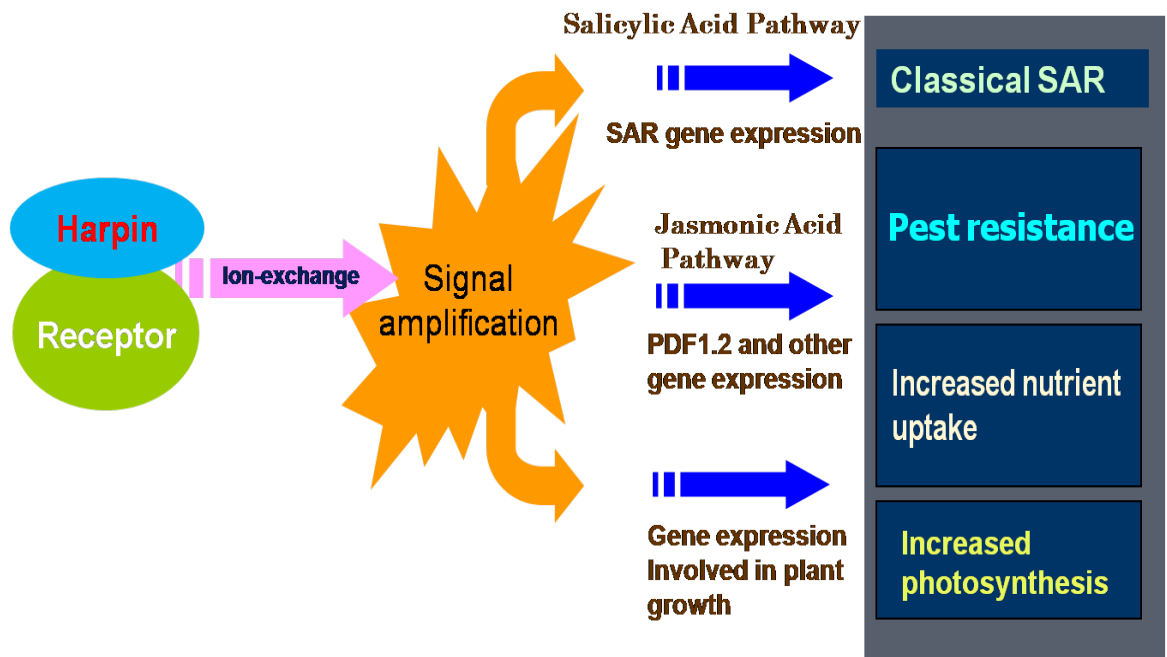 Harpin
Receptor
Ion-exchange
Signal
amplification
Salicylic Acid Pathway
SAR gene expression
Jasmonic Acid
Pathway
PDF1.2 and other
gene expression
Gene expression
Involved in plant
growth
Classical SAR
Pest resistance
Increased nutrient
uptake
Increased
photosynthesis